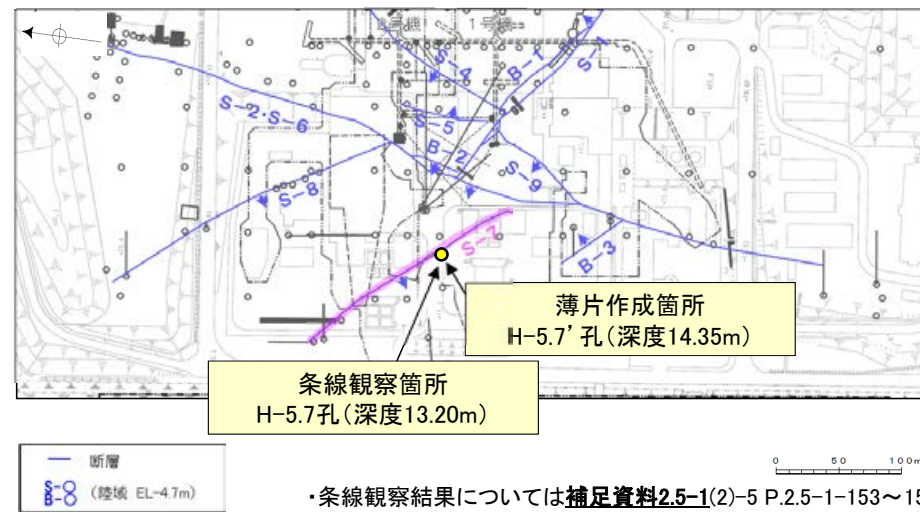 1号機
S-4
B-1
S-1
S-2・S-6
S-5
B-2
S-9
S-8
S-7
B-3
薄片作成箇所
H-5.7’孔(深度14.35m)
条線観察箇所
H-5.7孔(深度13.20m)
断層
S-○
B-○ (陸域 EL-4.7m)
0 50 100m
・条線観察結果については補足資料2.5-1(2)-5 P.2.5-1-153~15